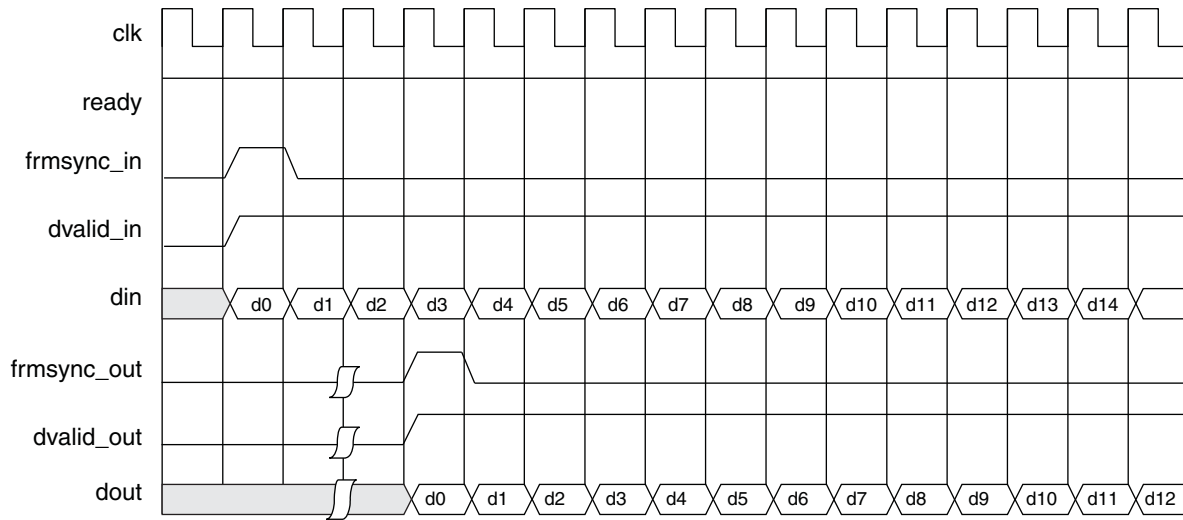 clk
ready
frmsync_in
dvalid_in
din d0 d1 d2 d3 d4 d5 d6 d7 d8 d9 d10 d11 d12 d13 d14
frmsync_out
dvalid_out
dout d0 d1 d2 d3 d4 d5 d6 d7 d8 d9 d10 d11 d12